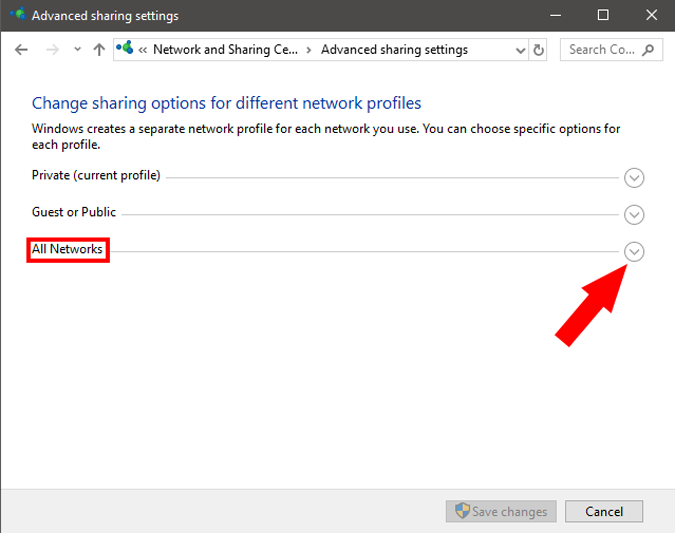 Advanced sharing settings
« Network and Sharing Ce... › Advanced sharing settings
Search Co...
Change sharing options for different network profiles
Windows creates a separate network profile for each network you use. You can choose specific options for
each profile.
Private (current profile)
Guest or Public
All Networks
Save changes
Cancel